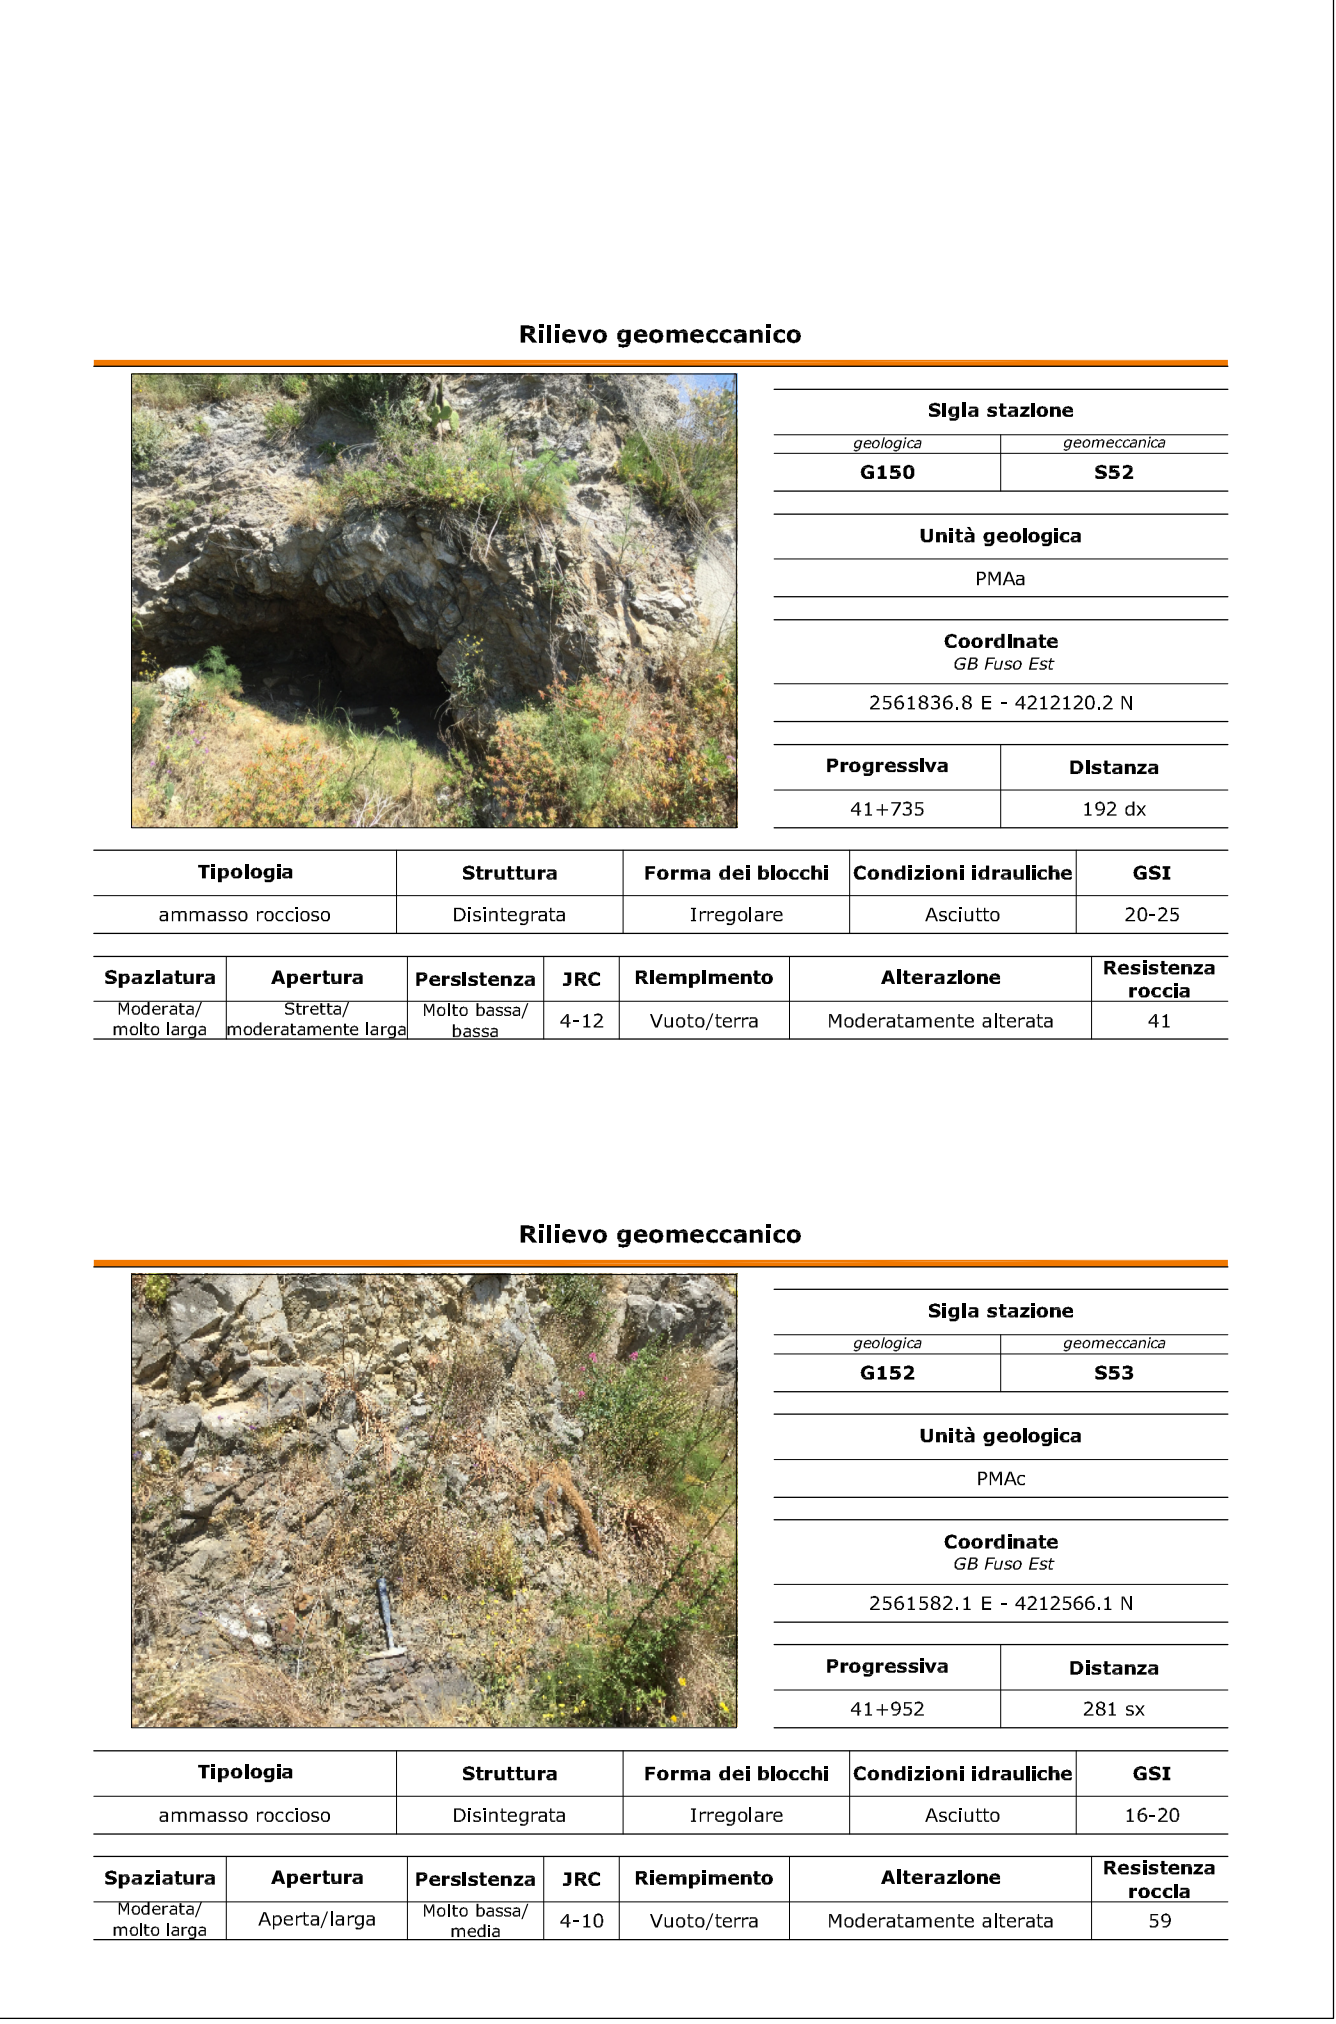 Rilievo geomeccanico
Sigla stazione
geologica geomeccanica
G150 S52
Unità geologica
PMAa
Coordinate
GB Fuso Est
2561836.8 E - 4212120.2 N
Progressiva Distanza
41+735 192 dx
Tipologia Struttura Forma dei blocchi Condizioni idrauliche GSI
ammasso roccioso Disintegrata Irregolare Asciutto 20-25
Spaziatura Apertura Persistenza JRC Riempimento Alterazione Resistenza roccia
Moderata/ molto larga Stretta/ moderatamente larga Molto bassa/ bassa 4-12 Vuoto/terra Moderatamente alterata 41
Rilievo geomeccanico
Sigla stazione
geologica geomeccanica
G152 S53
Unità geologica
PMAc
Coordinate
GB Fuso Est
2561582.1 E - 4212566.1 N
Progressiva Distanza
41+952 281 sx
Tipologia Struttura Forma dei blocchi Condizioni idrauliche GSI
ammasso roccioso Disintegrata Irregolare Asciutto 16-20
Spaziatura Apertura Persistenza JRC Riempimento Alterazione Resistenza roccia
Moderata/ molto larga Aperta/larga Molto bassa/ media 4-10 Vuoto/terra Moderatamente alterata 59